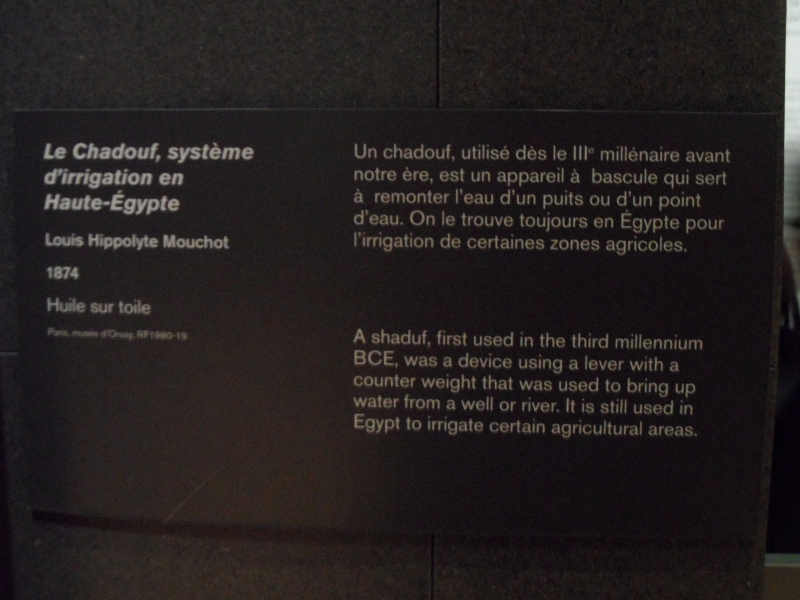 Le Chadouf, système
d'irrigation en
Haute-Égypte
Louis Hippolyte Mouchot
1874
Huile sur toile
Paris, musée d'Orsay, RF1980-19
Un chadouf, utilisé dès le IIIe millénaire avant
notre ère, est un appareil à bascule qui sert
à remonter l'eau d'un puits ou d'un point
d'eau. On le trouve toujours en Égypte pour
l'irrigation de certaines zones agricoles.
A shaduf, first used in the third millennium
BCE, was a device using a lever with a
counter weight that was used to bring up
water from a well or river. It is still used in
Egypt to irrigate certain agricultural areas.